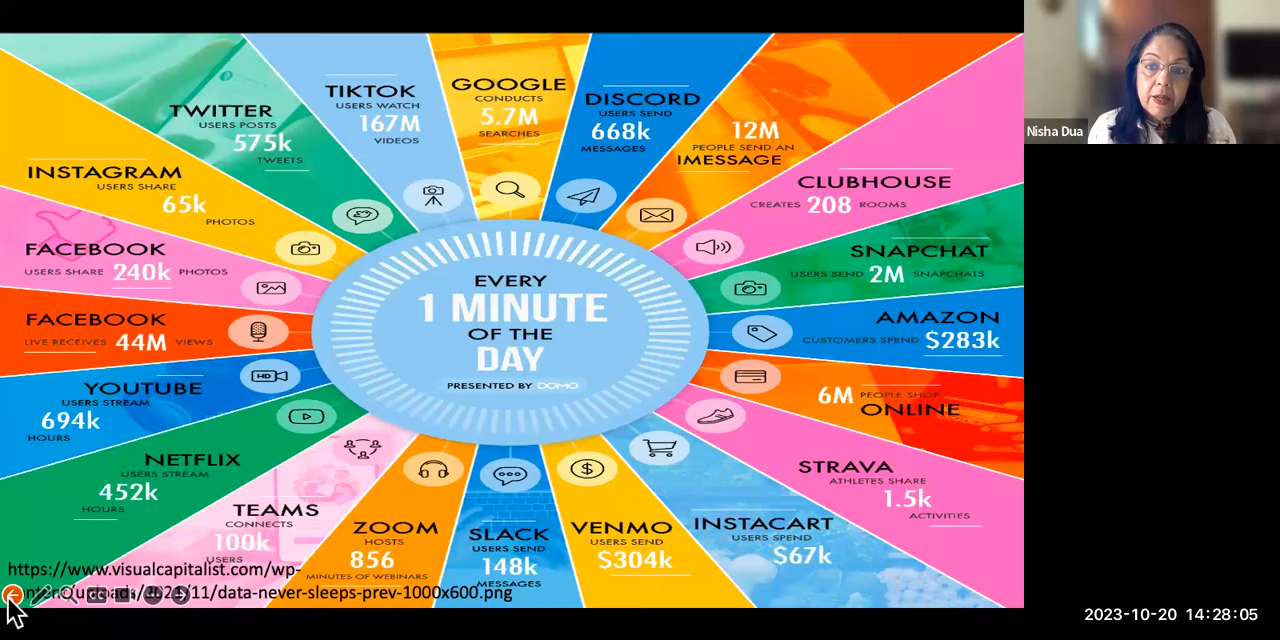 TWITTER
USERS POSTS
575k
TWEETS
TIKTOK
USERS WATCH
167M
VIDEOS
GOOGLE
CONDUCTS
5.7M
SEARCHES
DISCORD
USERS SEND
668k
MESSAGES
12M
PEOPLE SEND AN
IMESSAGE
CLUBHOUSE
CREATES 208 ROOMS
SNAPCHAT
USERS SEND 2M SNAPCHATS
AMAZON
CUSTOMERS SPEND $283k
6M PEOPLE SHOP
ONLINE
STRAVA
ATHLETES SHARE
1.5k
ACTIVITIES
INSTACART
USERS SPEND
$67k
VENMO
USERS SEND
$304k
SLACK
USERS SEND
148k
MESSAGES
ZOOM
HOSTS
856
MINUTES OF WEBINARS
TEAMS
CONNECTS
100k
USERS
NETFLIX
USERS STREAM
452k
HOURS
YOUTUBE
USERS STREAM
694k
HOURS
FACEBOOK
LIVE RECEIVES 44M VIEWS
FACEBOOK
USERS SHARE 240k PHOTOS
INSTAGRAM
USERS SHARE
65k
PHOTOS
EVERY
1 MINUTE
OF THE
DAY
PRESENTED BY DOMO
HD
https://www.visualcapitalist.com/wp-
/11/data-never-sleeps-prev-1000x600.png
Nisha Dua
2023-10-20 14:28:05